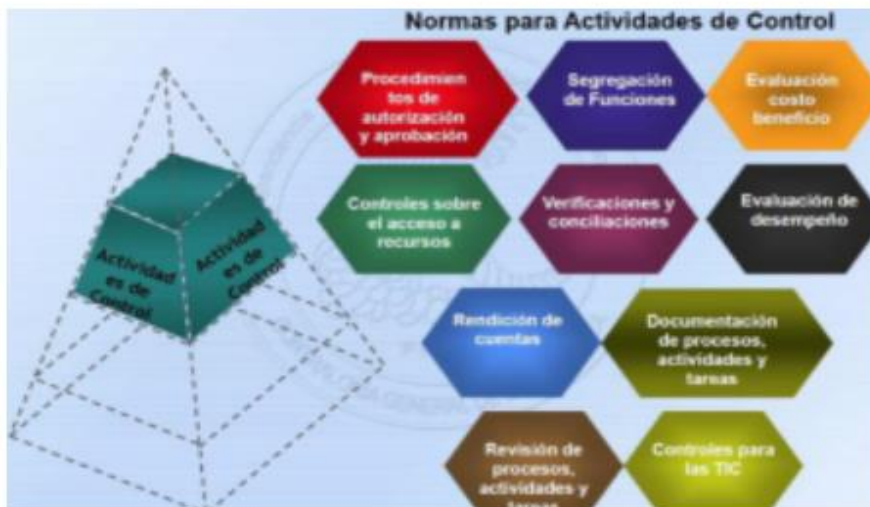 Normas para Actividades de Control
Procedimien
tos de
autorización
y aprobación
Segregación
de Funciones
Evaluación
costo
beneficio
Controles sobre
el acceso a
recursos
Verificaciones y
conciliaciones
Evaluación de
desempeño
Actividad
es de
Control
Actividad
es de
Control
Rendición de
cuentas
Documentación
de procesos,
actividades y
tareas
Revisión de
procesos,
actividades y
tareas
Controles para
las TIC